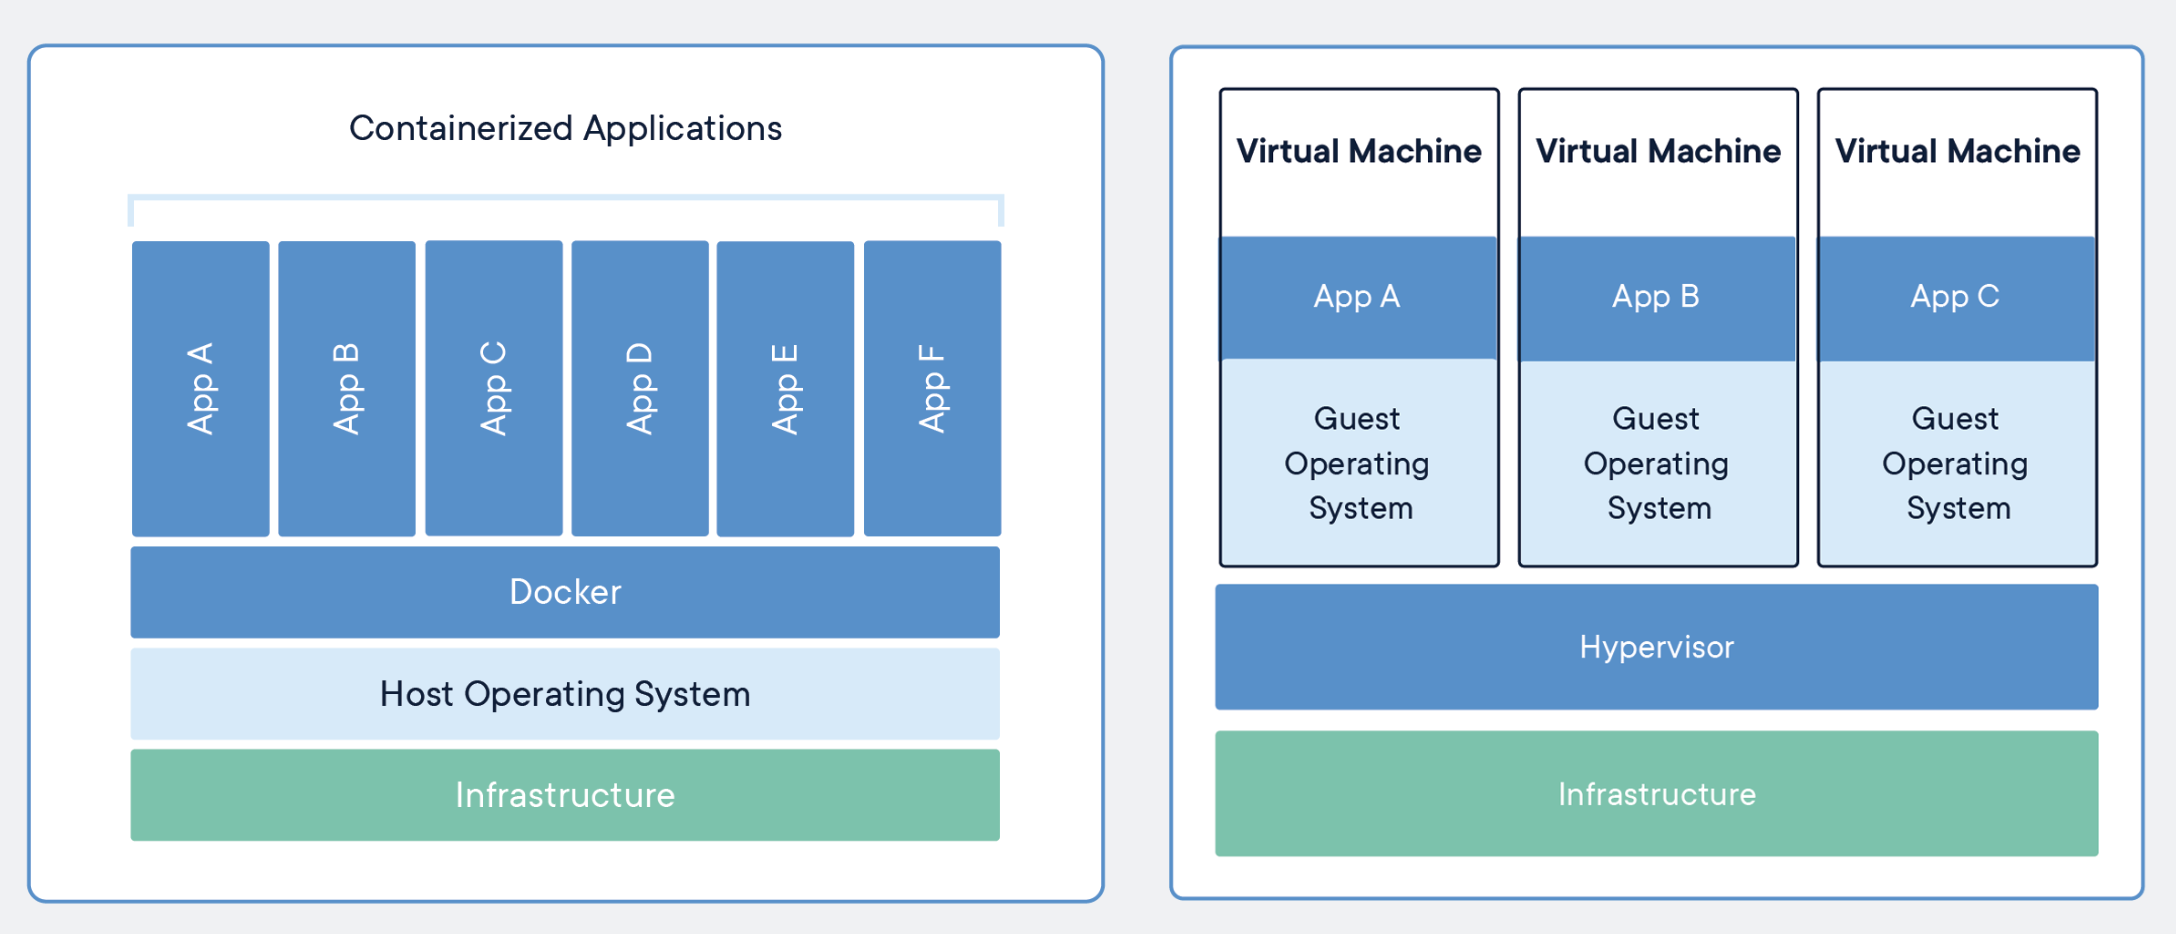 Containerized Applications
App A
App B
App C
App D
App E
App F
Docker
Host Operating System
Infrastructure
Virtual Machine
App A
Guest
Operating
System
Virtual Machine
App B
Guest
Operating
System
Virtual Machine
App C
Guest
Operating
System
Hypervisor
Infrastructure